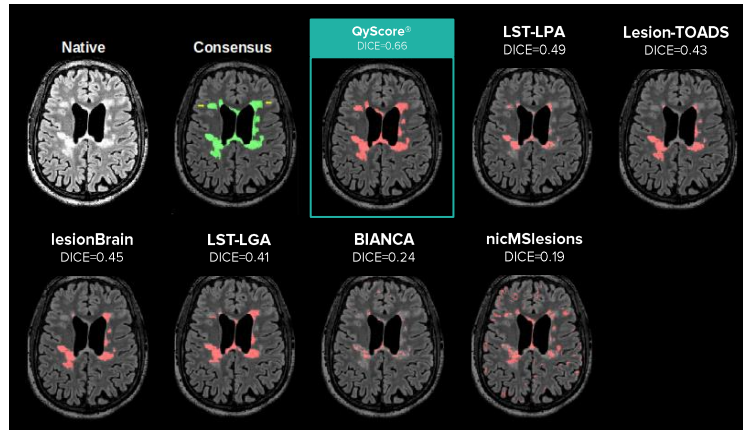 Native
Consensus
QyScore®
DICE=0.66
LST-LPA
DICE=0.49
Lesion-TOADS
DICE=0.43
lesionBrain
DICE=0.45
LST-LGA
DICE=0.41
BIANCA
DICE=0.24
nicMSlesions
DICE=0.19